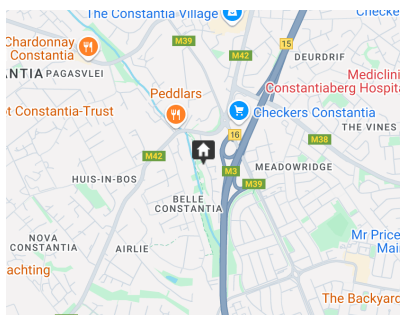 The Constantia Village
Checke
M39
15
Chardonnay
Constantia
M42
DEURDRIF
ANTIA
PAGASVLEI
Mediclini
Constantiaberg Hospita
Peddlars
ot Constantia-Trust
Checkers Constantia
THE VINES
16
M38
M42
M3
MEADOWRIDGE
HUIS-IN-BOS
M39
BELLE
CONSTANTIA
NOVA
CONSTANTIA
AIRLIE
Mr Price
Mai
achting
The Backyard